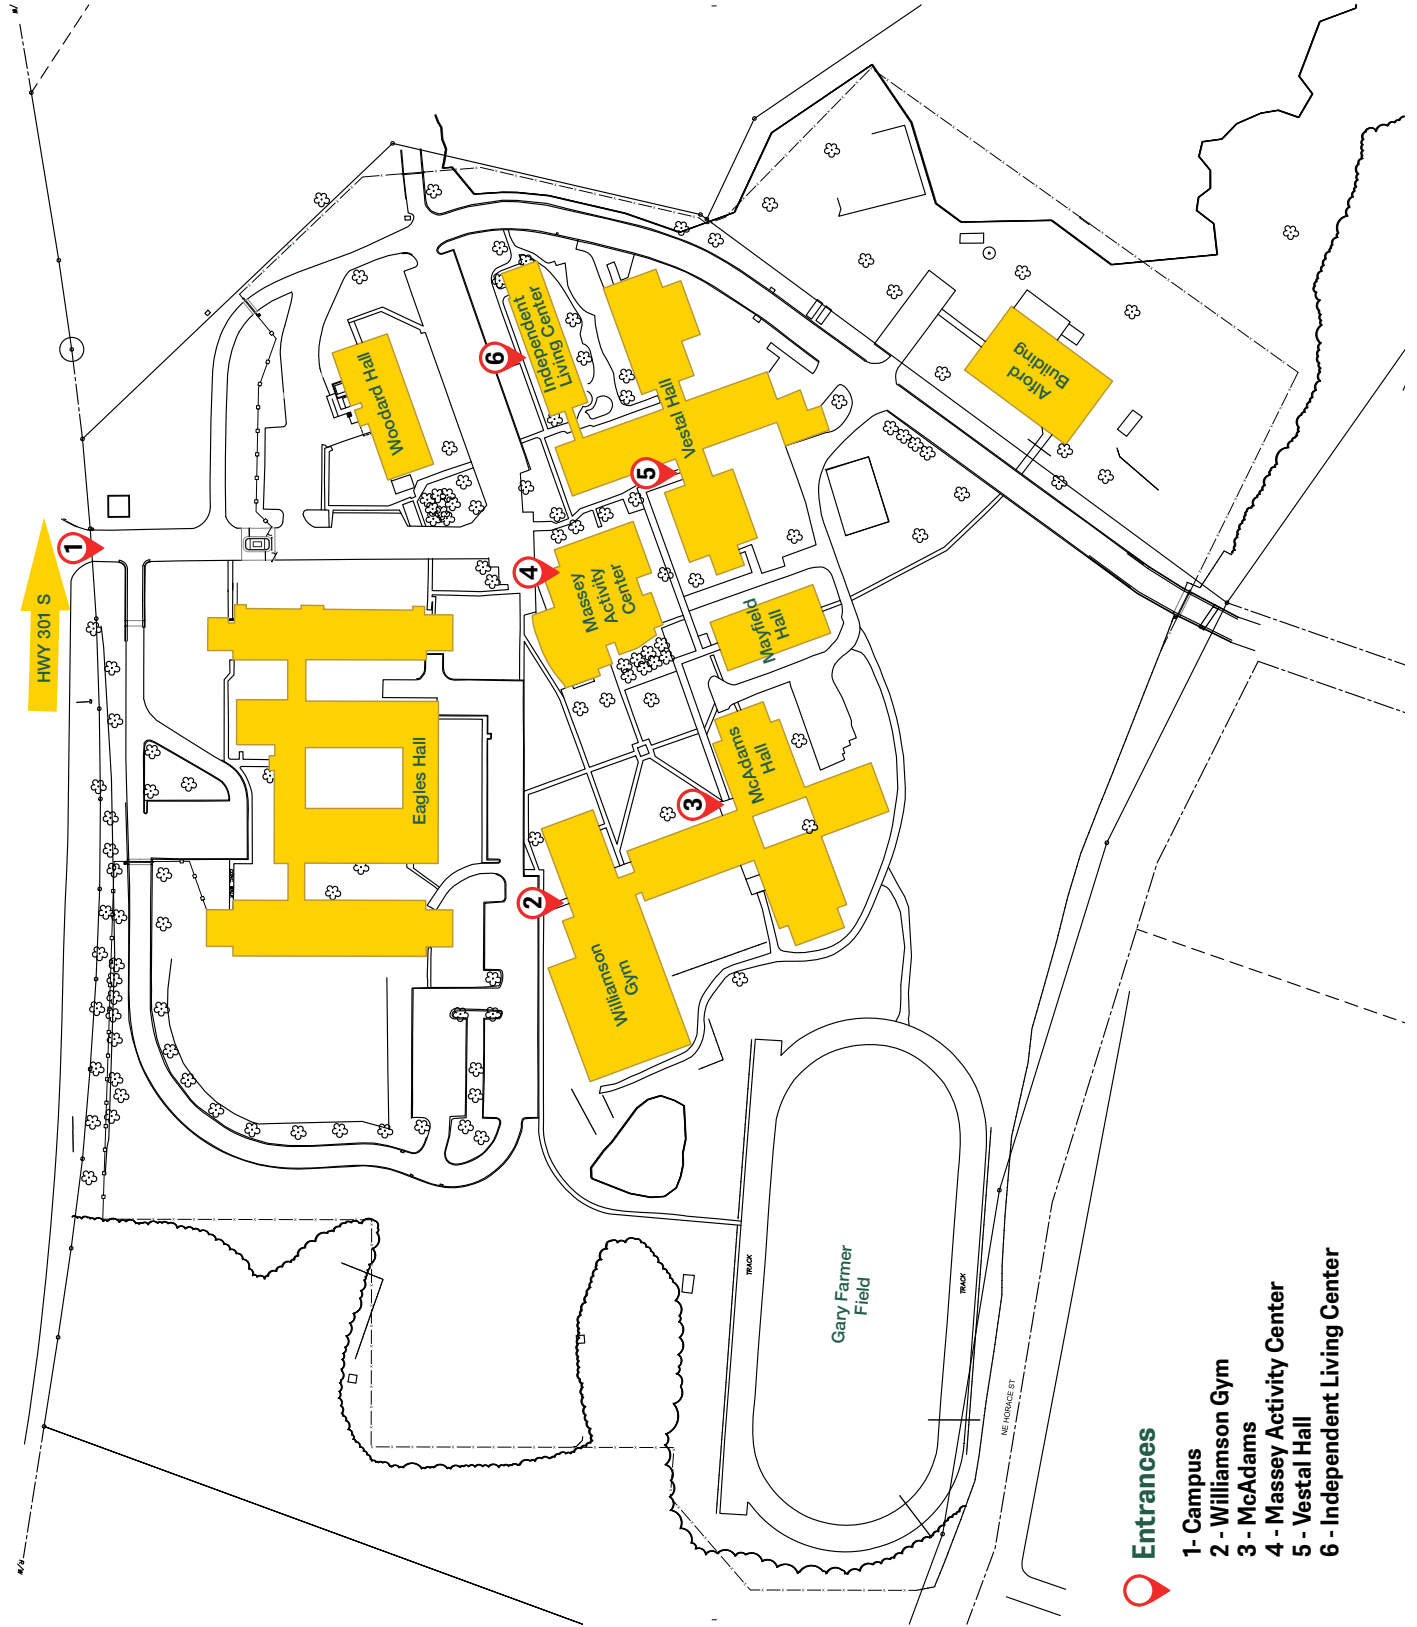 HWY 301 S
1
Woodard Hall
6
Independent
Living Center
Eagles Hall
4
Massey
Activity
Center
5
Vestal Hall
Alford
Building
Mayfield
Hall
3
McAdams
Hall
2
Williamson
Gym
TRACK
Gary Farmer
Field
TRACK
NE HORACE ST
Entrances
1- Campus
2 - Williamson Gym
3 - McAdams
4 - Massey Activity Center
5 - Vestal Hall
6 - Independent Living Center